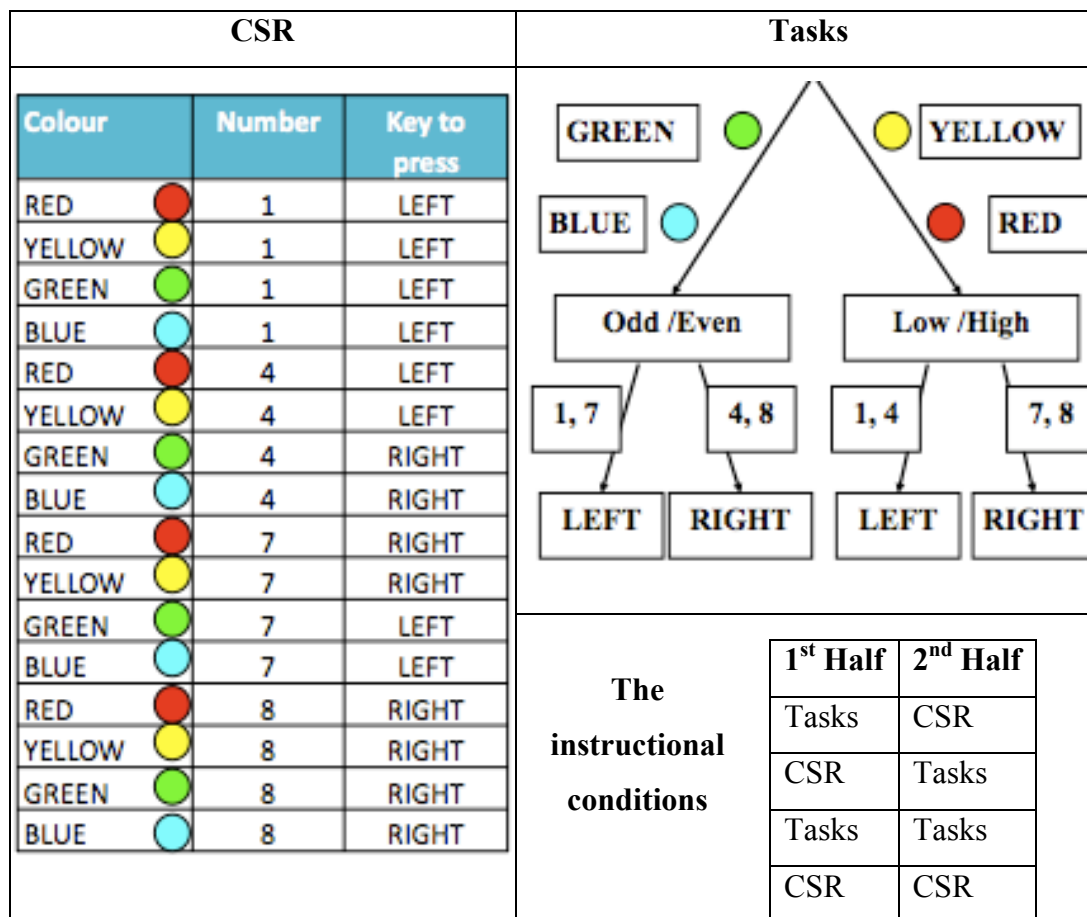 CSR
Colour Number Key to press
RED 1 LEFT
YELLOW 1 LEFT
GREEN 1 LEFT
BLUE 1 LEFT
RED 4 LEFT
YELLOW 4 LEFT
GREEN 4 RIGHT
BLUE 4 RIGHT
RED 7 RIGHT
YELLOW 7 RIGHT
GREEN 7 LEFT
BLUE 7 LEFT
RED 8 RIGHT
YELLOW 8 RIGHT
GREEN 8 RIGHT
BLUE 8 RIGHT
Tasks
GREEN YELLOW
BLUE RED
Odd /Even Low /High
1, 7 4, 8 1, 4 7, 8
LEFT RIGHT LEFT RIGHT
The
instructional
conditions
1st Half 2nd Half
Tasks CSR
CSR Tasks
Tasks Tasks
CSR CSR